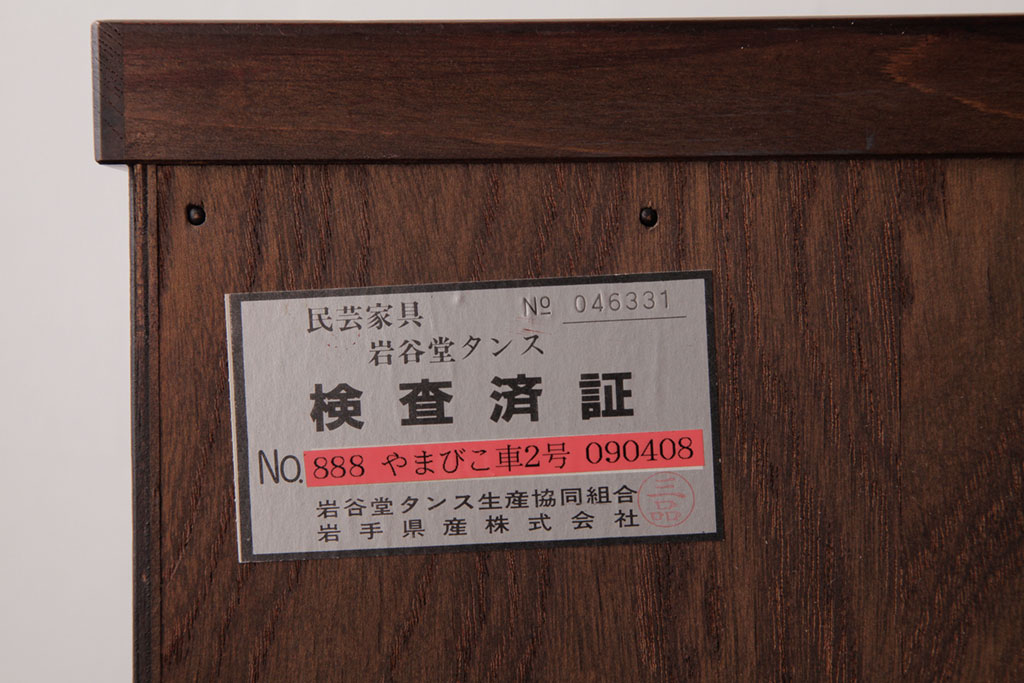 民芸家具
Nº 046331
岩谷堂タンス
検査済証
No. 888 やまびこ車2号 090408
岩谷堂タンス生産協同組合
岩手県産株式会社